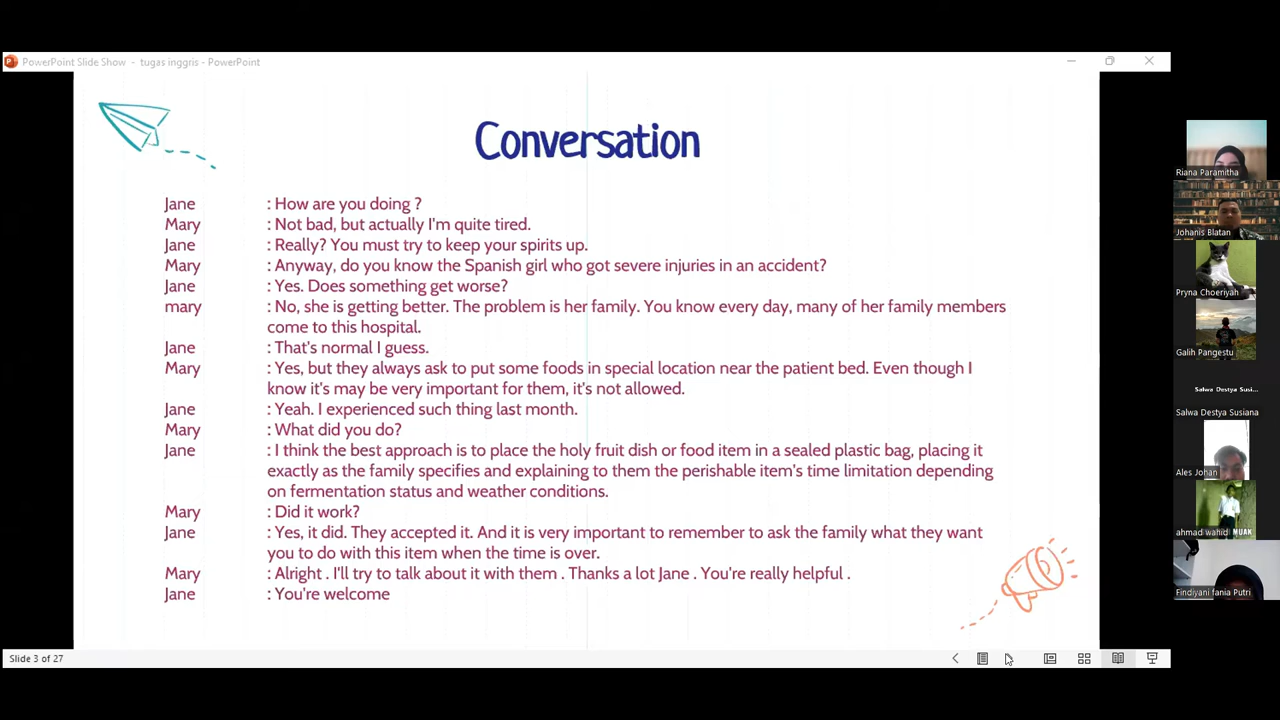 PowerPoint Slide Show - tugas inggris - PowerPoint
Conversation
Jane : How are you doing ?
Mary : Not bad, but actually I'm quite tired.
Jane : Really? You must try to keep your spirits up.
Mary : Anyway, do you know the Spanish girl who got severe injuries in an accident?
Jane : Yes. Does something get worse?
mary : No, she is getting better. The problem is her family. You know every day, many of her family members
come to this hospital.
Jane : That's normal I guess.
Mary : Yes, but they always ask to put some foods in special location near the patient bed. Even though I
know it's may be very important for them, it's not allowed.
Jane : Yeah. I experienced such thing last month.
Mary : What did you do?
Jane : I think the best approach is to place the holy fruit dish or food item in a sealed plastic bag, placing it
exactly as the family specifies and explaining to them the perishable item's time limitation depending
on fermentation status and weather conditions.
Mary : Did it work?
Jane : Yes, it did. They accepted it. And it is very important to remember to ask the family what they want
you to do with this item when the time is over.
Mary : Alright . I'll try to talk about it with them . Thanks a lot Jane . You're really helpful .
Jane : You're welcome
Slide 3 of 27
Riana Paramitha
Johanis Blatan
Pryna Choeriyah
Galih Pangestu
Salwa Destya Susi...
Salwa Destya Susiana
Ales Johan
ahmad wahid MUAK
Findiyani fania Putri